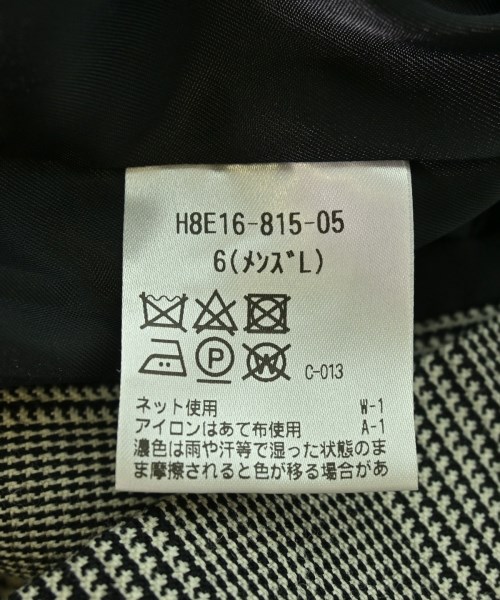 H8E16-815-05
6(メンズL)
P W C-013
ネット使用 W-1
アイロンはあて布使用 A-1
濃色は雨や汗等で湿った状態のま
ま摩擦されると色が移る場合があ